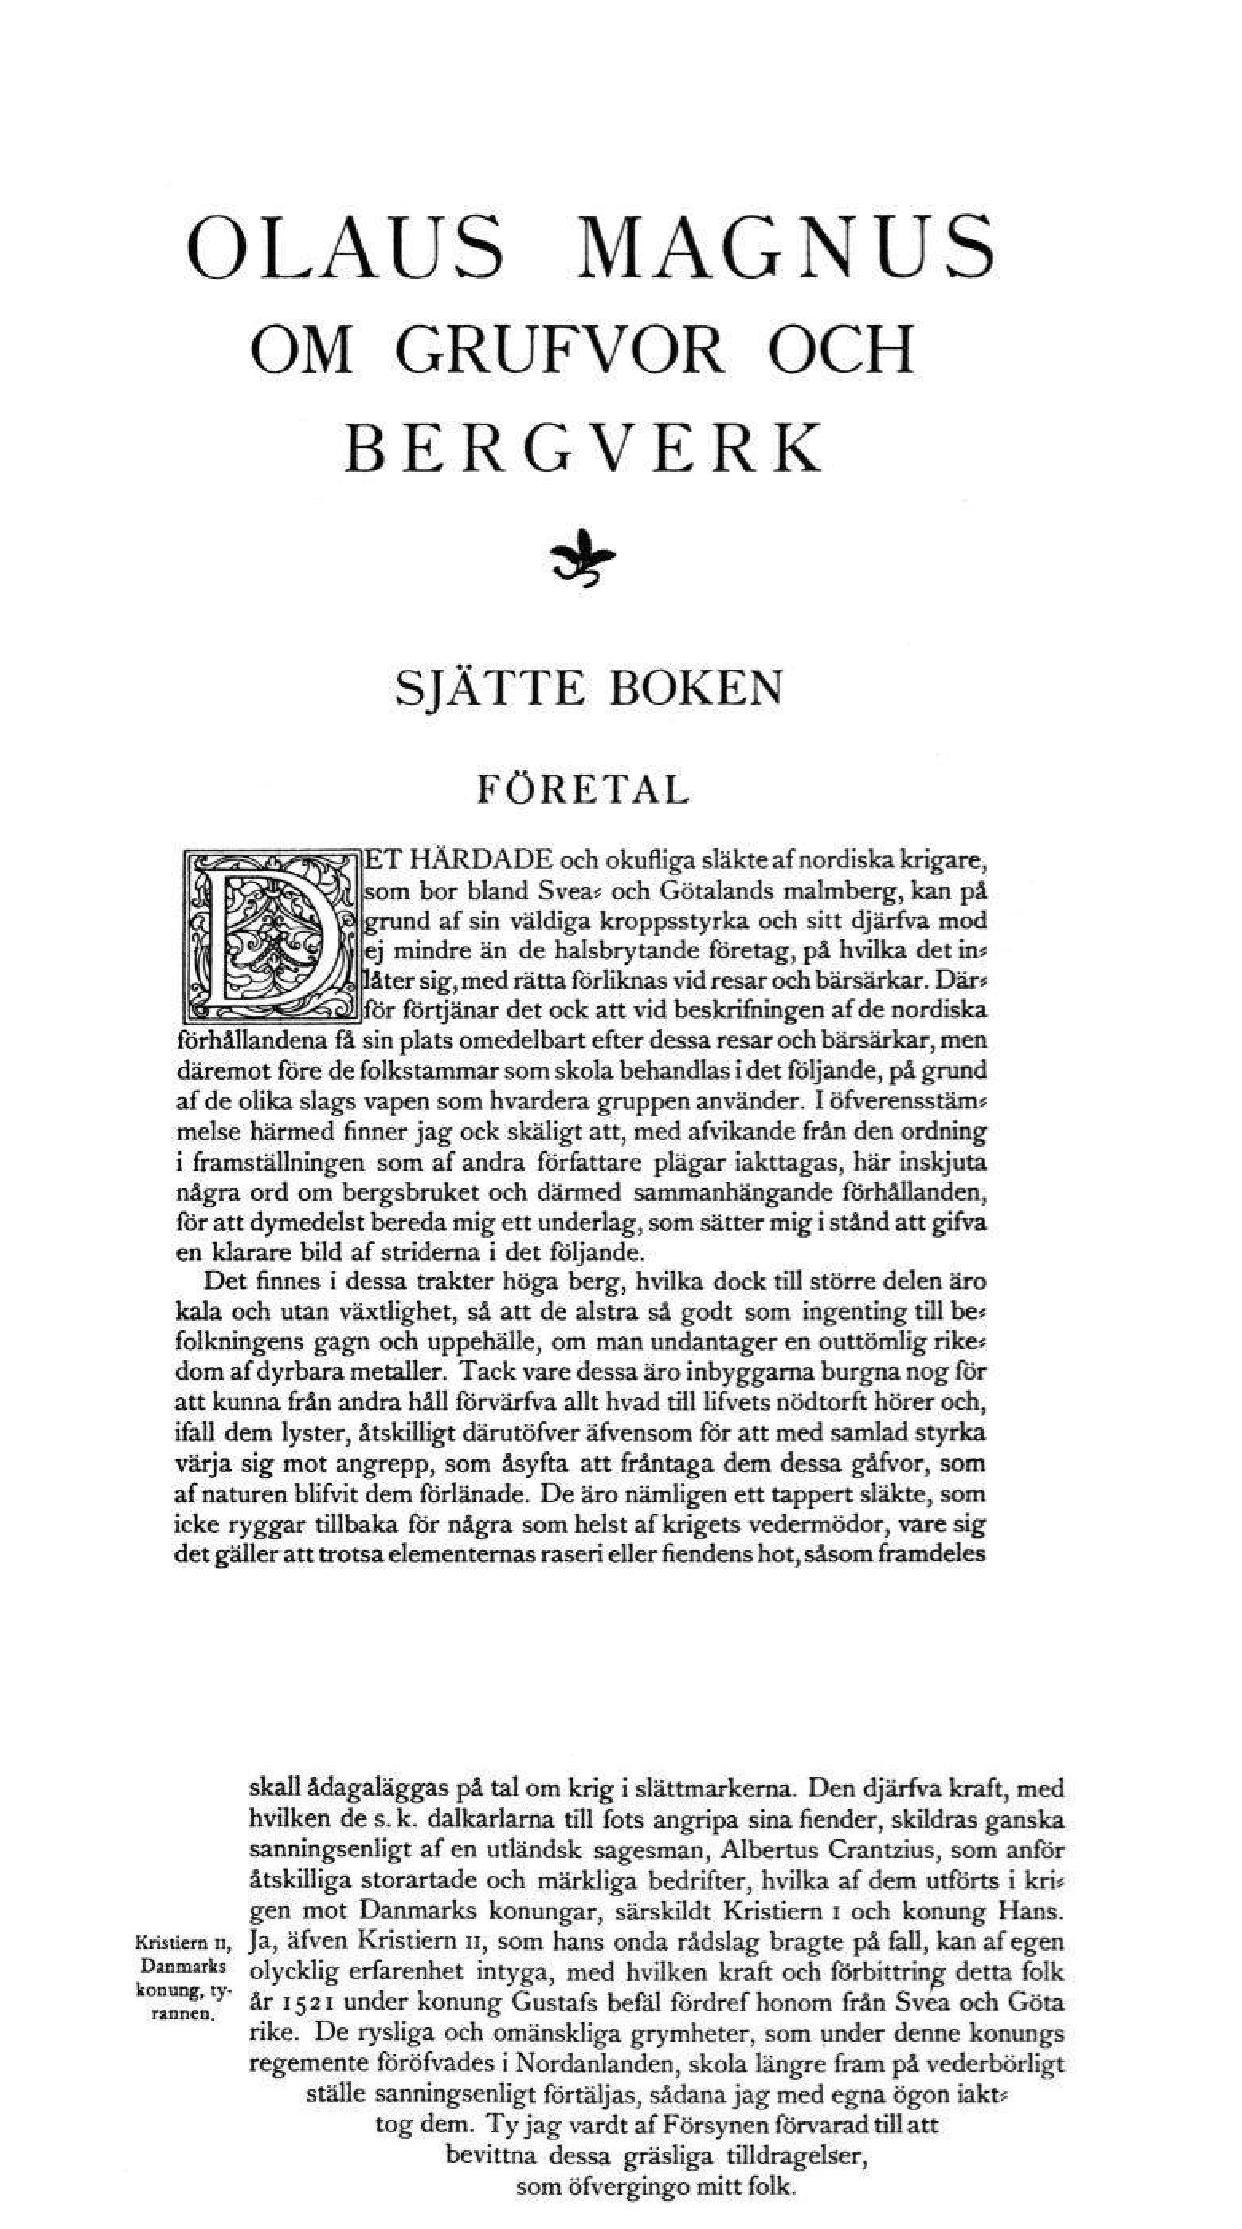 OLAUS MAGNUS
OM GRUFVOR OCH
BERGVERK
SJÄTTE BOKEN
FÖRETAL
DET HÄRDADE och okufliga släkte af nordiska krigare,
som bor bland Svea- och Götalands malmberg, kan på
grund af sin väldiga kroppsstyrka och sitt djärfva mod
ej mindre än de halsbrytande företag, på hvilka det in-
låter sig, med rätta förliknas vid resar och bärsärkar. Där-
för förtjänar det ock att vid beskrifningen af de nordiska
förhållandena få sin plats omedelbart efter dessa resar och bärsärkar, men
däremot före de folkstammar som skola behandlas i det följande, på grund
af de olika slags vapen som hvardera gruppen använder. I öfverensstäm-
melse härmed finner jag ock skäligt att, med afvikande från den ordning
i framställningen som af andra författare plägar iakttagas, här inskjuta
några ord om bergsbruket och därmed sammanhängande förhållanden,
för att dymedelst bereda mig ett underlag, som sätter mig i stånd att gifva
en klarare bild af striderna i det följande.
Det finnes i dessa trakter höga berg, hvilka dock till större delen äro
kala och utan växtlighet, så att de alstra så godt som ingenting till be-
folkningens gagn och uppehälle, om man undantager en outtömlig rike-
dom af dyrbara metaller. Tack vare dessa äro inbyggarna burgna nog för
att kunna från andra håll förvärfva allt hvad till lifvets nödtorft hörer och,
ifall dem lyster, åtskilligt därutöfver äfvensom för att med samlad styrka
värja sig mot angrepp, som åsyfta att fråntaga dem dessa gåfvor, som
af naturen blifvit dem förlänade. De äro nämligen ett tappert släkte, som
icke ryggar tillbaka för några som helst af krigets vedermödor, vare sig
det gäller att trotsa elementernas raseri eller fiendens hot, såsom framdeles
skall ådagaläggas på tal om krig i slättmarkerna. Den djärfva kraft, med
hvilken de s. k. dalkarlarna till fots angripa sina fiender, skildras ganska
sanningsenligt af en utländsk sagesman, Albertus Crantzius, som anför
åtskilliga storartade och märkliga bedrifter, hvilka af dem utförts i kri-
gen mot Danmarks konungar, särskildt Kristiern I och konung Hans.
Ja, äfven Kristiern II, som hans onda rådslag bragte på fall, kan af egen
olycklig erfarenhet intyga, med hvilken kraft och förbittring detta folk
år 1521 under konung Gustafs befäl fördref honom från Svea och Göta
rike. De rysliga och omänskliga grymheter, som under denne konungs
regemente föröfvades i Nordanlanden, skola längre fram på vederbörligt
ställe sanningsenligt förtäljas, sådana jag med egna ögon iakt-
tog dem. Ty jag vardt af Försynen förvarad till att
bevittna dessa gräsliga tilldragelser,
som öfvergingo mitt folk.
Kristiern II,
Danmarks
konung, ty-
rannen.